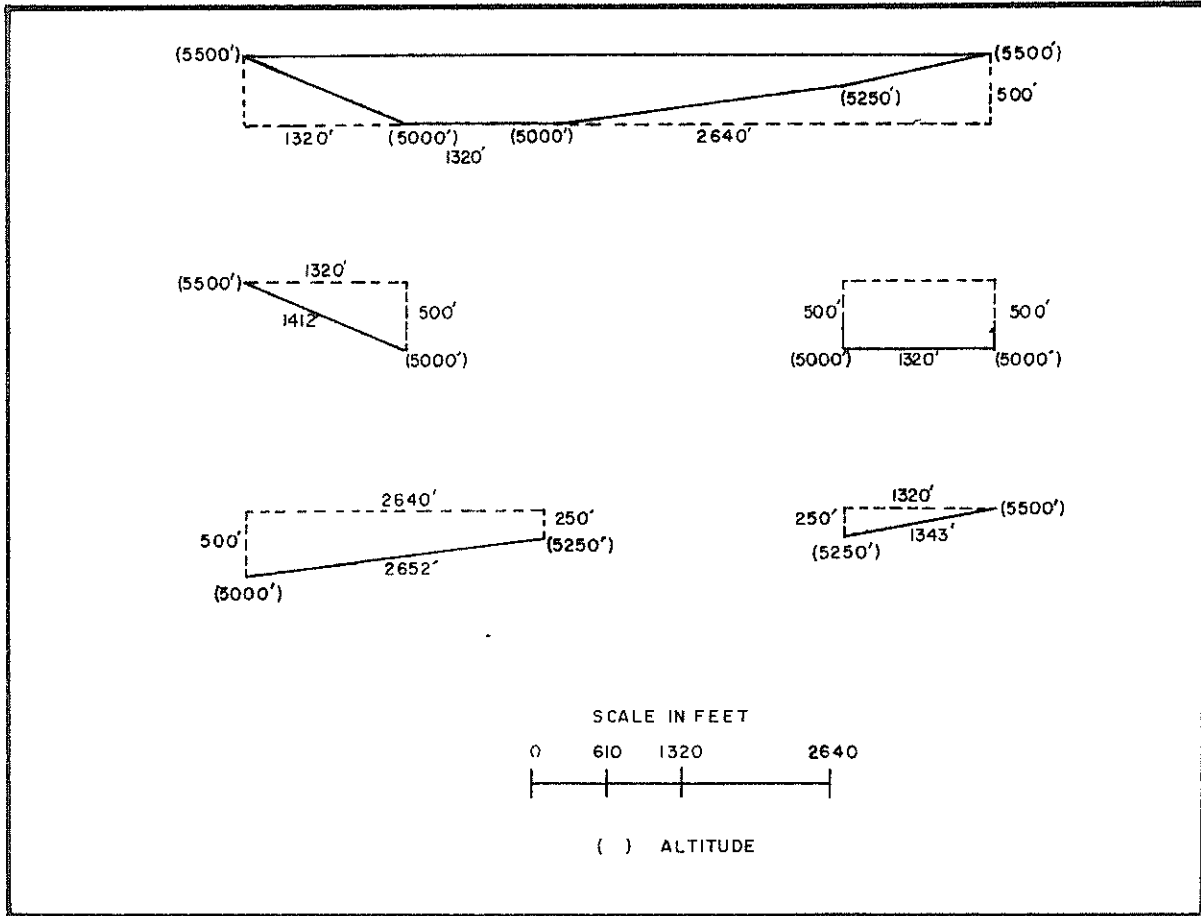 (5500') (5500')
(5250') 500'
1320' (5000') (5000') 2640'
1320'
1320'
(5500') 500' 500' 500'
1412'
(5000') (5000') 1320' (5000")
2640' 1320'
250' 250' (5500')
500' (5250") 1343'
2652" (5250')
(5000')
SCALE IN FEET
0 610 1320 2640
( ) ALTITUDE